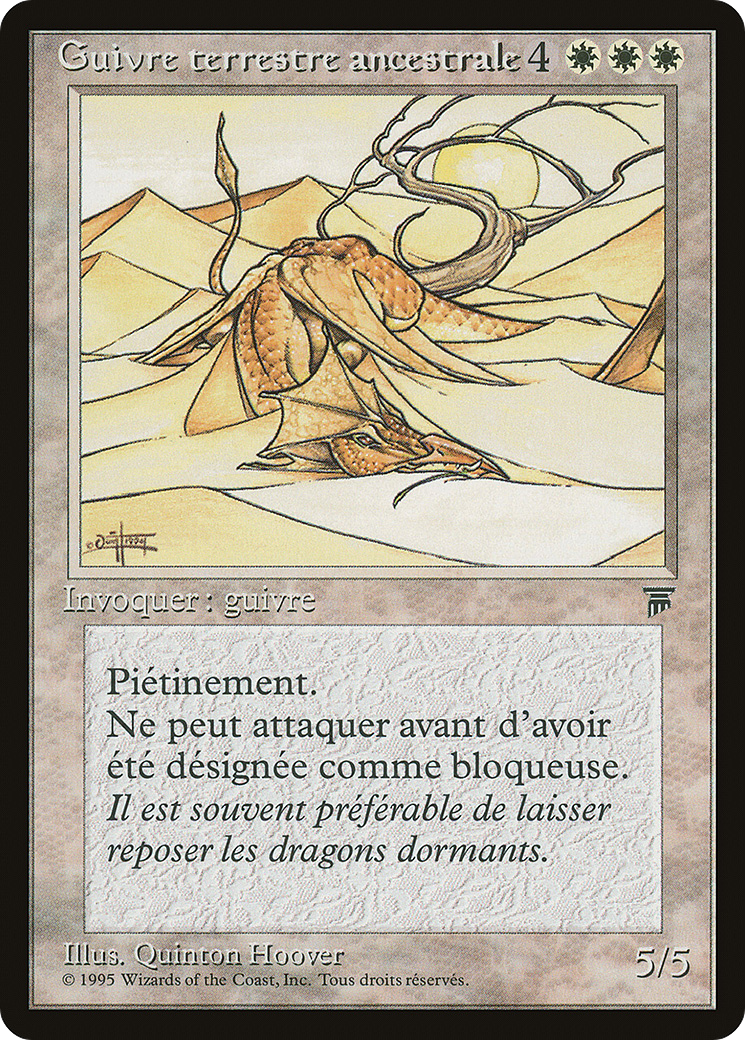 Guivre terrestre ancestrale 4
Invoquer : guivre
Piétinement.
Ne peut attaquer avant d'avoir
été désignée comme bloqueuse.
Il est souvent préférable de laisser
reposer les dragons dormants.
Illus. Quinton Hoover
5/5
© 1995 Wizards of the Coast, Inc. Tous droits réservés.